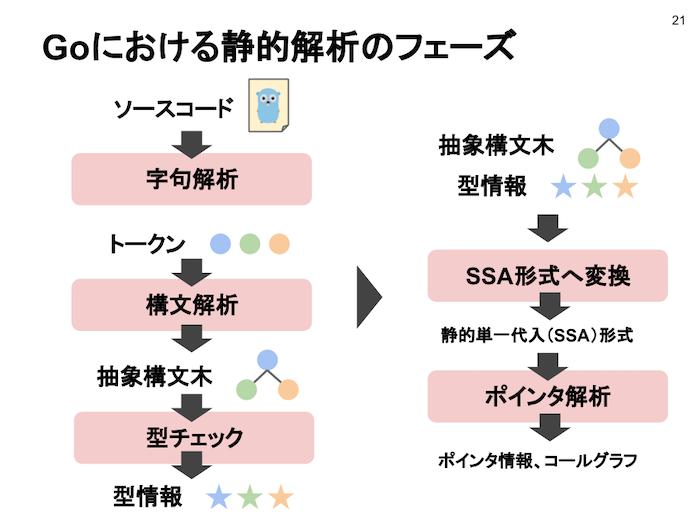 21
Goにおける静的解析のフェーズ
ソースコード
字句解析
トークン
構文解析
抽象構文木
型チェック
型情報
抽象構文木
型情報
SSA形式へ変換
静的単一代入(SSA)形式
ポインタ解析
ポインタ情報、コールグラフ